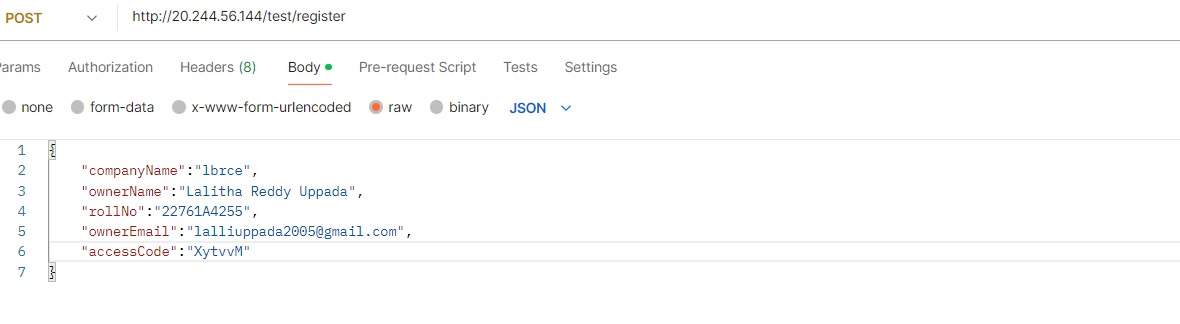 POST http://20.244.56.144/test/register
Params Authorization Headers (8) Body Pre-request Script Tests Settings
none form-data x-www-form-urlencoded raw binary JSON
1 {
2 "companyName":"lbrce",
3 "ownerName":"Lalitha Reddy Uppada",
4 "rollNo":"22761A4255",
5 "ownerEmail":"lalliuppada2005@gmail.com",
6 "accessCode":"XytvvM"
7 }